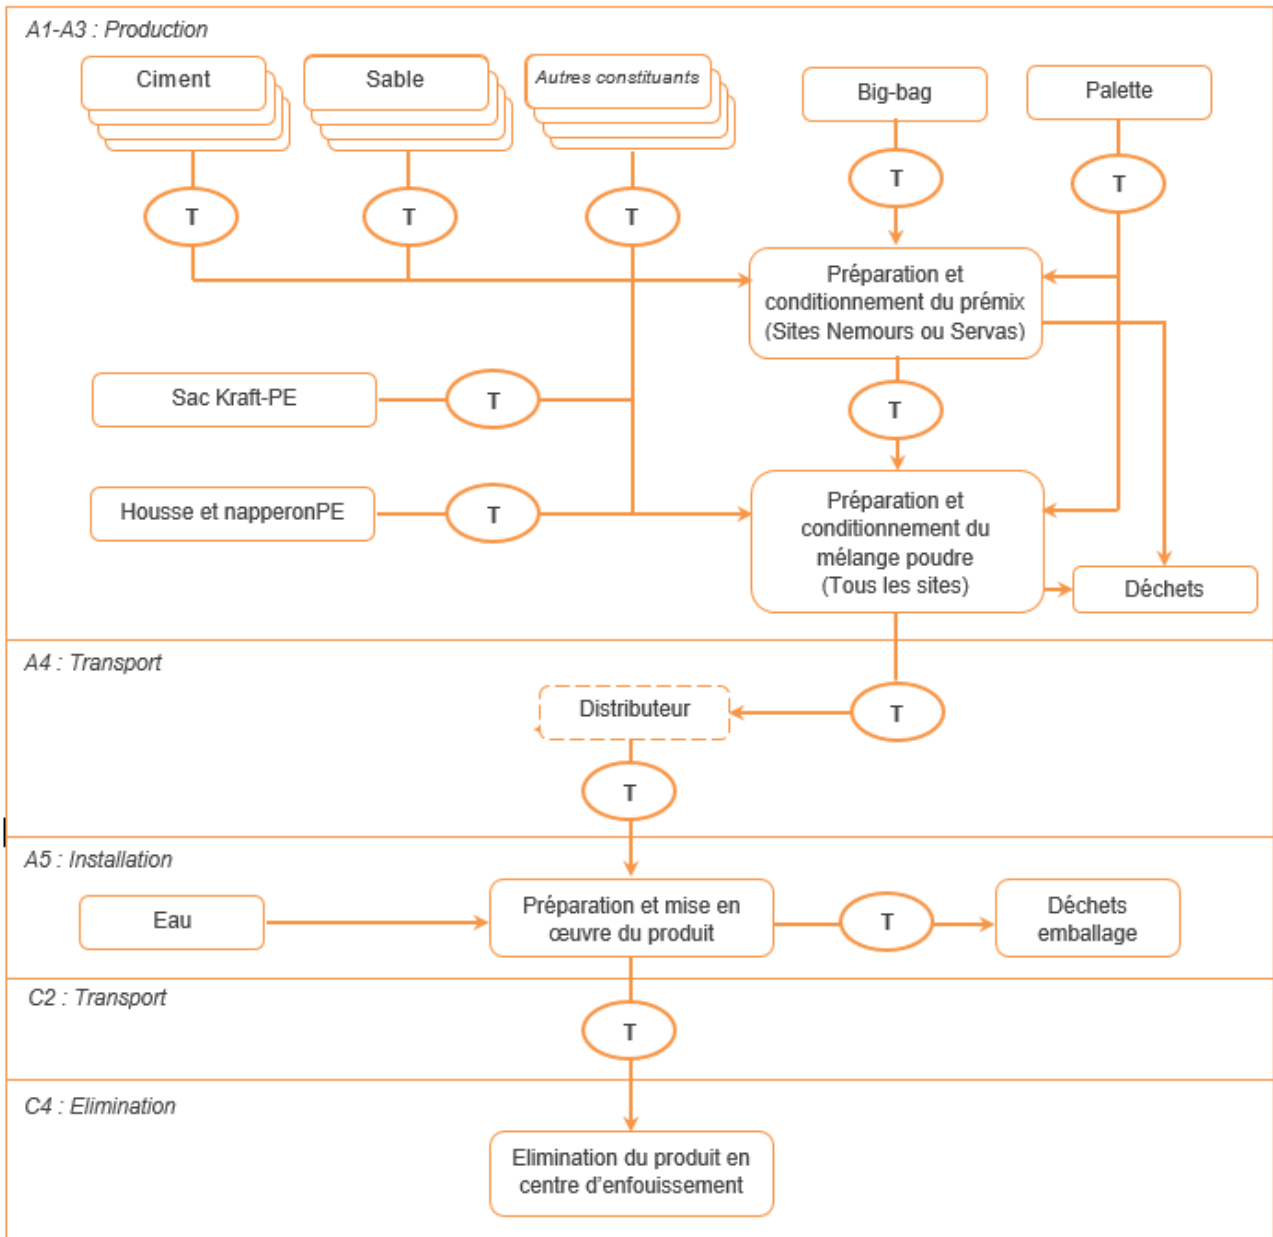 A1-A3 : Production
Ciment
Sable
Autres constituants
Big-bag
Palette
T
T
T
T
T
Préparation et
conditionnement du prémix
(Sites Nemours ou Servas)
Sac Kraft-PE
T
T
Housse et napperonPE
T
Préparation et
conditionnement du
mélange poudre
(Tous les sites)
Déchets
A4 : Transport
Distributeur
T
T
A5 : Installation
Eau
Préparation et mise en
œuvre du produit
T
Déchets
emballage
C2 : Transport
T
C4 : Elimination
Elimination du produit en
centre d'enfouissement